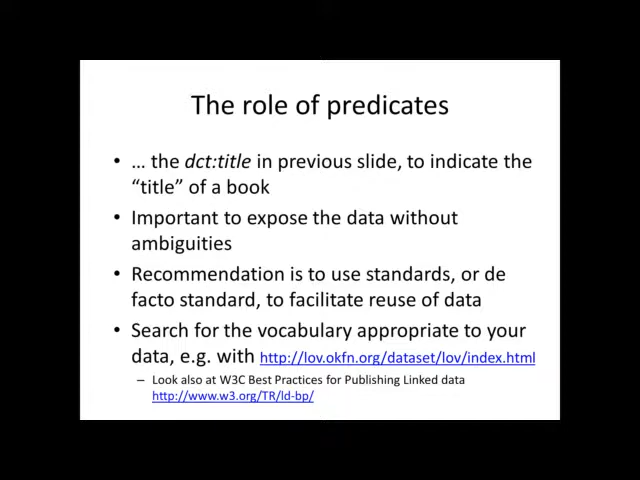 The role of predicates
• … the dct:title in previous slide, to indicate the
“title” of a book
• Important to expose the data without
ambiguities
• Recommendation is to use standards, or de
facto standard, to facilitate reuse of data
• Search for the vocabulary appropriate to your
data, e.g. with http://lov.okfn.org/dataset/lov/index.html
– Look also at W3C Best Practices for Publishing Linked data
http://www.w3.org/TR/ld-bp/